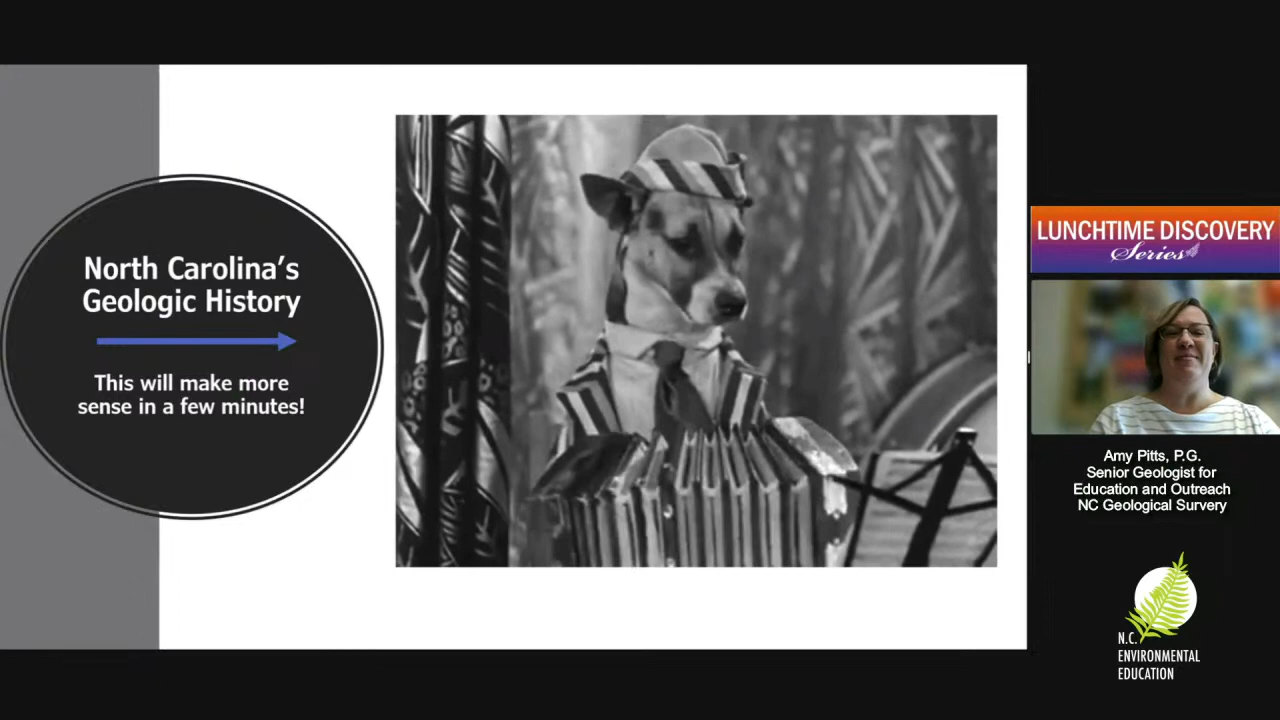 North Carolina's
Geologic History
This will make more
sense in a few minutes!
LUNCHTIME DISCOVERY
Series
Amy Pitts, P.G.
Senior Geologist for
Education and Outreach
NC Geological Survery
N.C.
ENVIRONMENTAL
EDUCATION